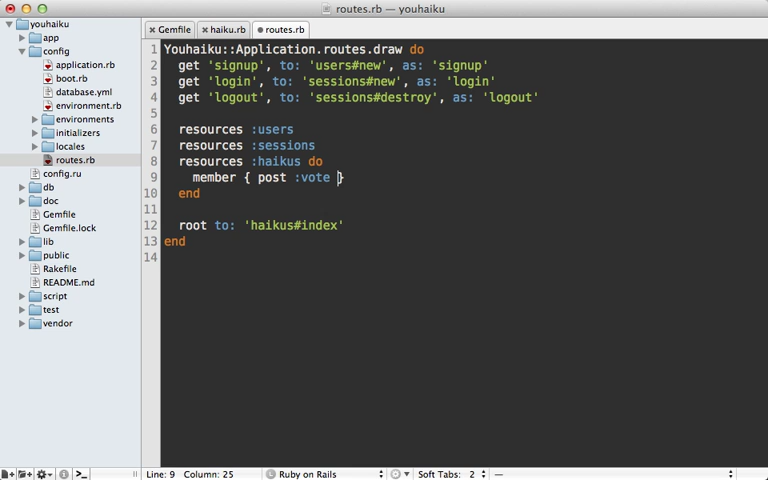 routes.rb — youhaiku
youhaiku
app
config
application.rb
boot.rb
database.yml
environment.rb
environments
initializers
locales
routes.rb
config.ru
db
doc
Gemfile
Gemfile.lock
lib
public
Rakefile
README.md
script
test
vendor
Gemfile
haiku.rb
routes.rb
1 Youhaiku::Application.routes.draw do
2 get 'signup', to: 'users#new', as: 'signup'
3 get 'login', to: 'sessions#new', as: 'login'
4 get 'logout', to: 'sessions#destroy', as: 'logout'
5
6 resources :users
7 resources :sessions
8 resources :haikus do
9 member { post :vote }
10 end
11
12 root to: 'haikus#index'
13 end
14
Line: 9 Column: 25 Ruby on Rails Soft Tabs: 2 —